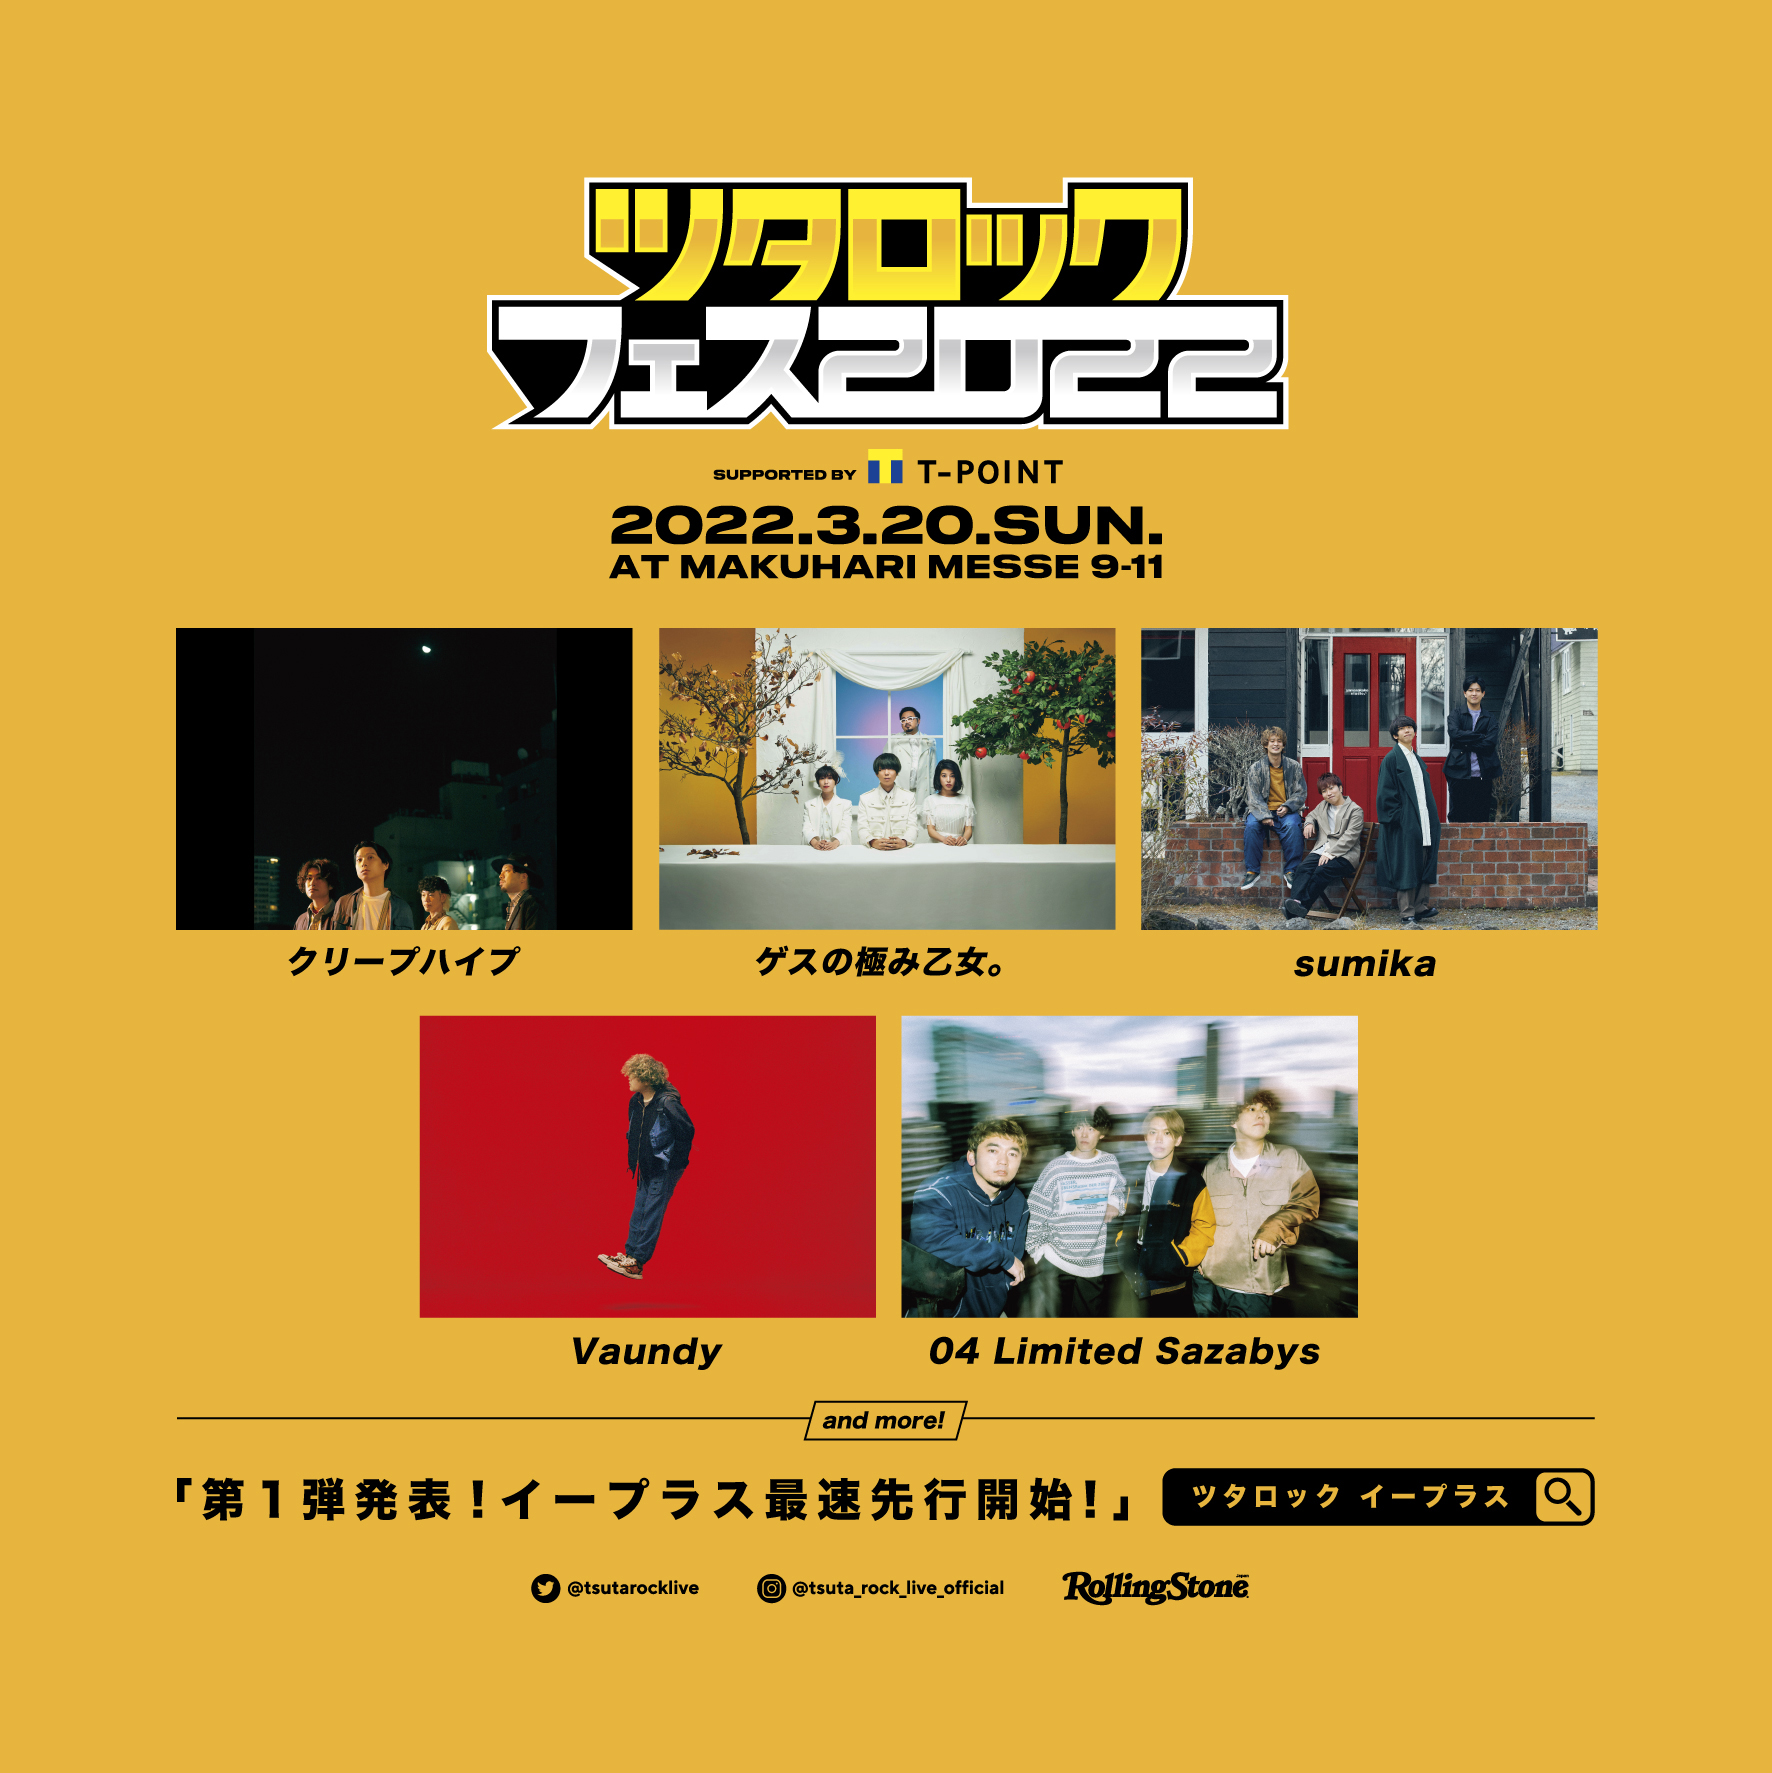 ツタロック
フェス2022
SUPPORTED BY T-POINT
2022.3.20.SUN.
AT MAKUHARI MESSE 9-11
クリープハイプ
ゲスの極み乙女。
sumika
Vaundy
04 Limited Sazabys
and more!
「第1弾発表!イープラス最速先行開始!」
ツタロック イープラス
@tsutarocklive
@tsuta_rock_live_official
RollingStone Japan